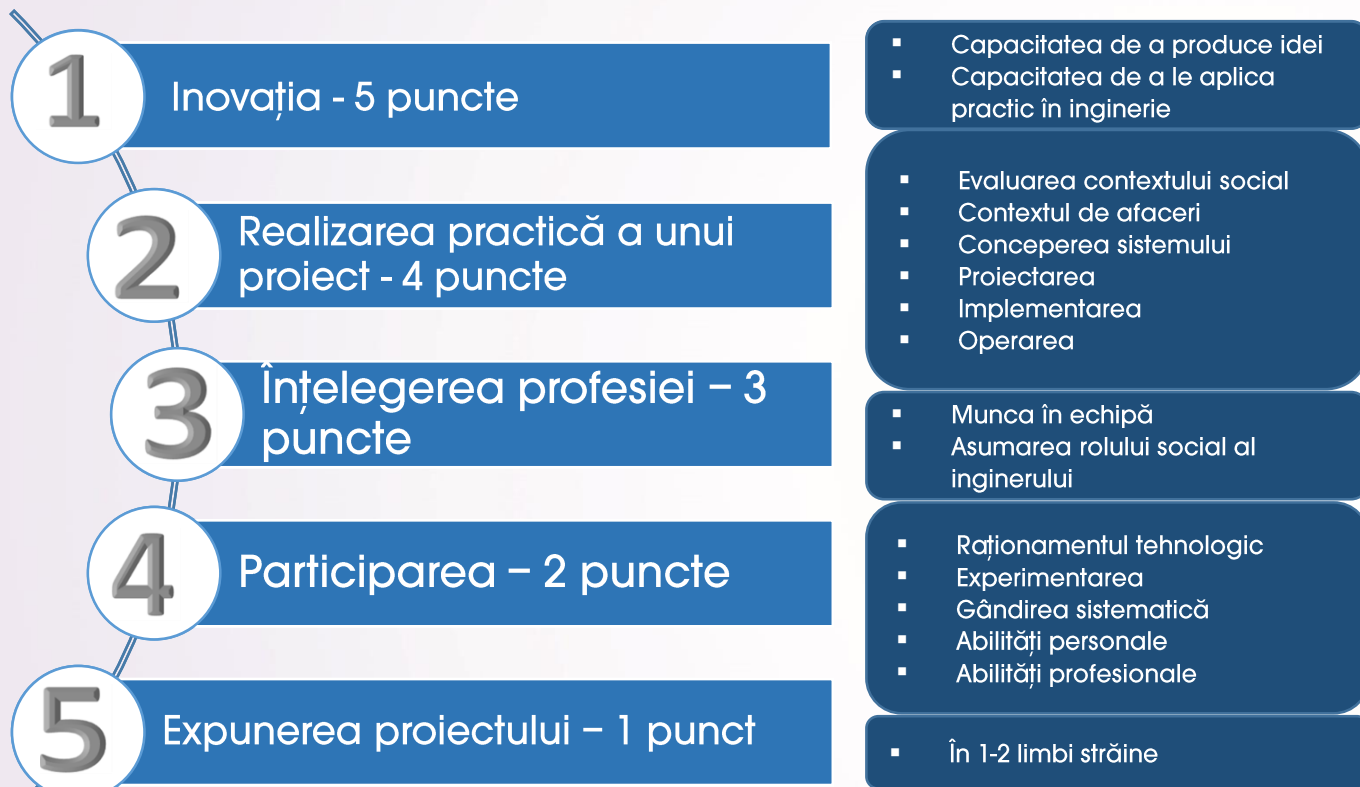 1
Inovația - 5 puncte
▪ Capacitatea de a produce idei
▪ Capacitatea de a le aplica
practic în inginerie
2
Realizarea practică a unui
proiect - 4 puncte
▪ Evaluarea contextului social
▪ Contextul de afaceri
▪ Conceperea sistemului
▪ Proiectarea
▪ Implementarea
▪ Operarea
3
Înțelegerea profesiei – 3
puncte
▪ Munca în echipă
▪ Asumarea rolului social al
inginerului
4
Participarea – 2 puncte
▪ Raționamentul tehnologic
▪ Experimentarea
▪ Gândirea sistematică
▪ Abilități personale
▪ Abilități profesionale
5
Expunerea proiectului – 1 punct
▪ În 1-2 limbi străine